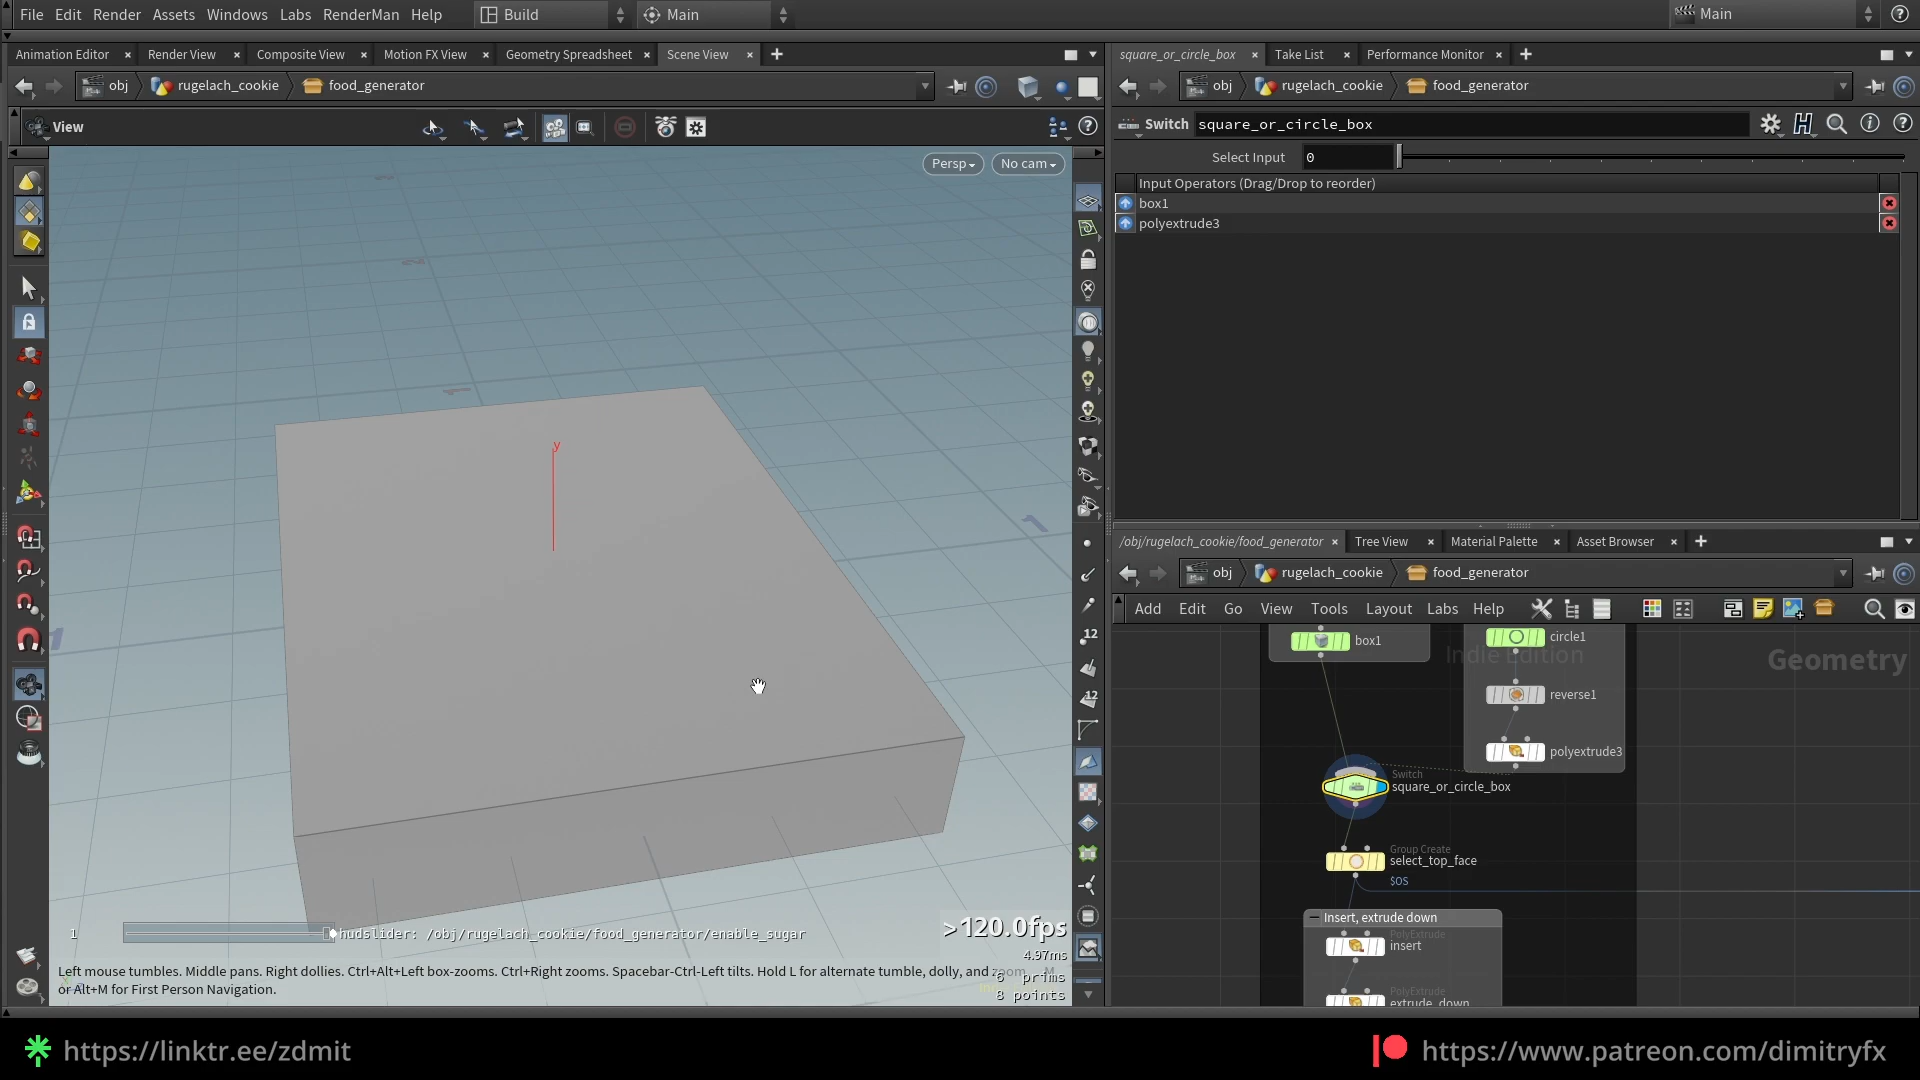 File Edit Render Assets Windows Labs RenderMan Help Build Main Main
Animation Editor Render View Composite View Motion FX View Geometry Spreadsheet Scene View
obj rugelach_cookie food_generator
View
Persp No cam
y
1
hudslider: /obj/rugelach_cookie/food_generator/enable_sugar
>120.0fps
4.97ms
6 prims
8 points
Left mouse tumbles. Middle pans. Right dollies. Ctrl+Alt+Left box-zooms. Ctrl+Right zooms. Spacebar-Ctrl-Left tilts. Hold L for alternate tumble, dolly, and zoom. M
or Alt+M for First Person Navigation.
12
12
square_or_circle_box Take List Performance Monitor
obj rugelach_cookie food_generator
Switch square_or_circle_box
Select Input 0
Input Operators (Drag/Drop to reorder)
box1
polyextrude3
/obj/rugelach_cookie/food_generator Tree View Material Palette Asset Browser
obj rugelach_cookie food_generator
Add Edit Go View Tools Layout Labs Help
box1
circle1
Indie Edition
Geometry
reverse1
polyextrude3
Switch
square_or_circle_box
Group Create
select_top_face
$OS
Insert, extrude down
PolyExtrude
insert
PolyExtrude
extrude_down
https://linktr.ee/zdmit
https://www.patreon.com/dimitryfx